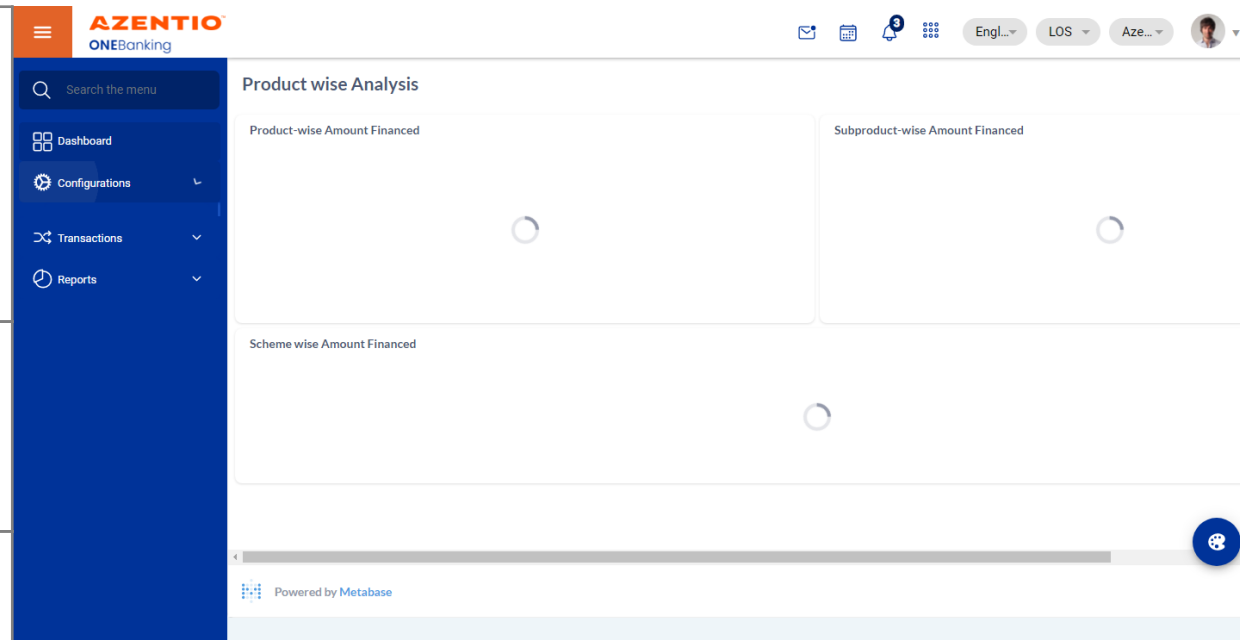 AZENTIO
ONEBanking
3
Engl...
LOS
Aze...
Search the menu
Dashboard
Configurations
Transactions
Reports
Product wise Analysis
Product-wise Amount Financed
Subproduct-wise Amount Financed
Scheme wise Amount Financed
Powered by Metabase